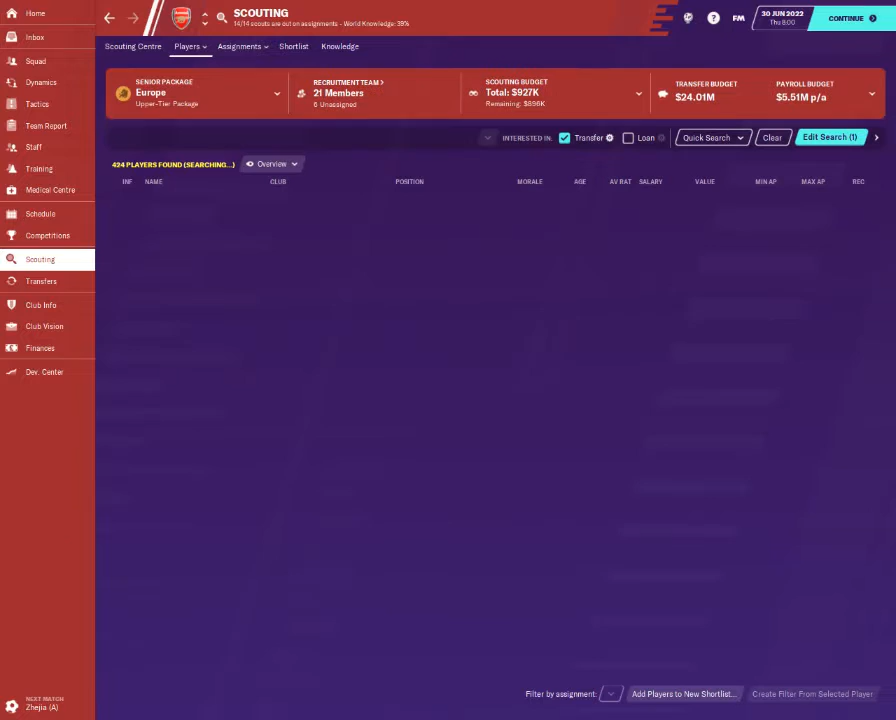 Home
Inbox
Squad
Dynamics
Tactics
Team Report
Staff
Training
Medical Centre
Schedule
Competitions
Scouting
Transfers
Club Info
Club Vision
Finances
Dev. Center
NEXT MATCH
Zhejia (A)
SCOUTING
14/14 scouts are out on assignments - World Knowledge: 39%
? FM
30 JUN 2022
Thu 8:00
CONTINUE
Scouting Centre Players Assignments Shortlist Knowledge
SENIOR PACKAGE
Europe
Upper-Tier Package
RECRUITMENT TEAM >
21 Members
6 Unassigned
SCOUTING BUDGET
Total: $927K
Remaining: $896K
TRANSFER BUDGET
$24.01M
PAYROLL BUDGET
$5.51M p/a
INTERESTED IN: Transfer Loan Quick Search Clear Edit Search (1)
424 PLAYERS FOUND (SEARCHING...) Overview
INF NAME CLUB POSITION MORALE AGE AV RAT SALARY VALUE MIN AP MAX AP REC
Filter by assignment: Add Players to New Shortlist... Create Filter From Selected Player